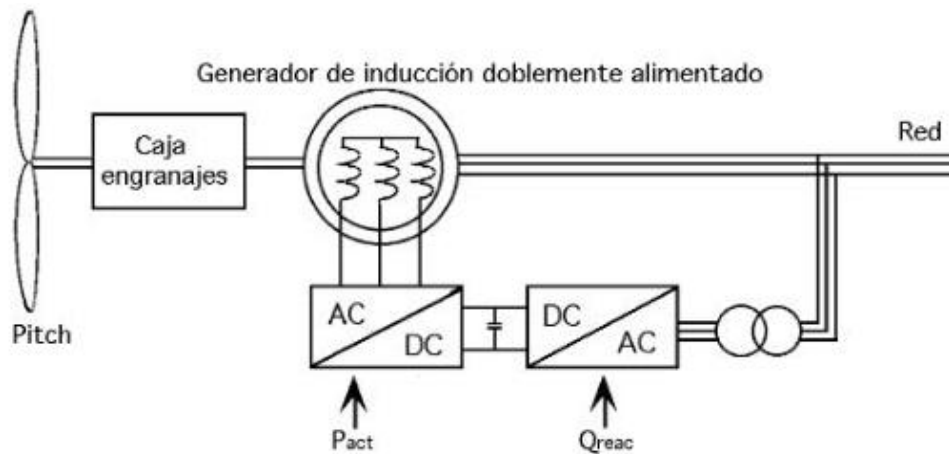 Generador de inducción doblemente alimentado
Red
Caja
engranajes
Pitch
AC
DC
DC
AC
Pact
Qreac